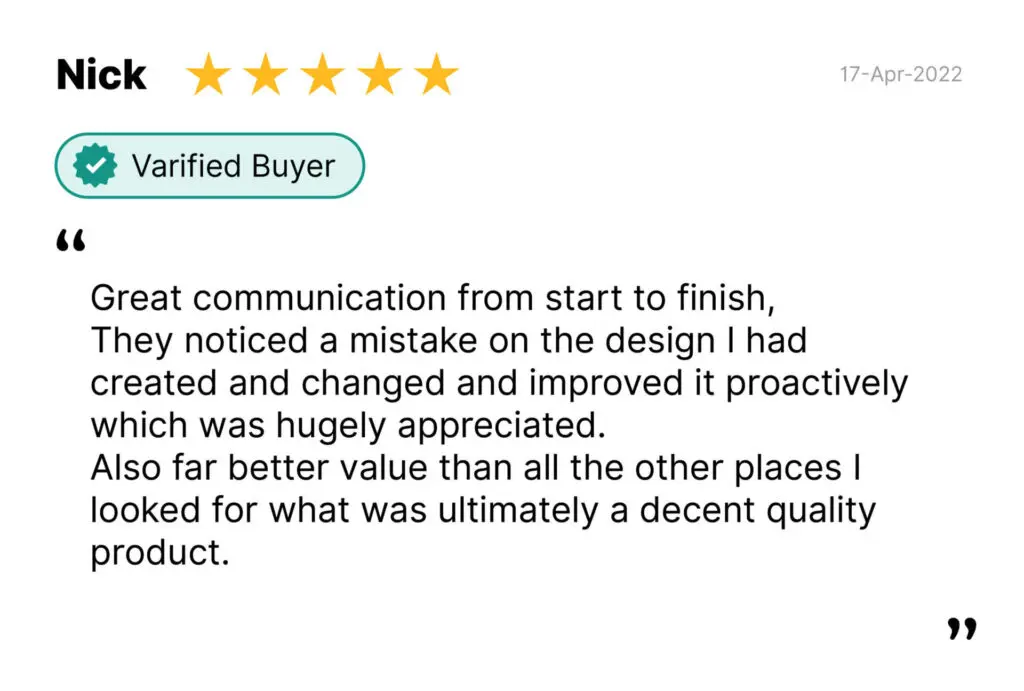 Nick
17-Apr-2022
Varified Buyer
“
Great communication from start to finish,
They noticed a mistake on the design I had
created and changed and improved it proactively
which was hugely appreciated.
Also far better value than all the other places I
looked for what was ultimately a decent quality
product.
”